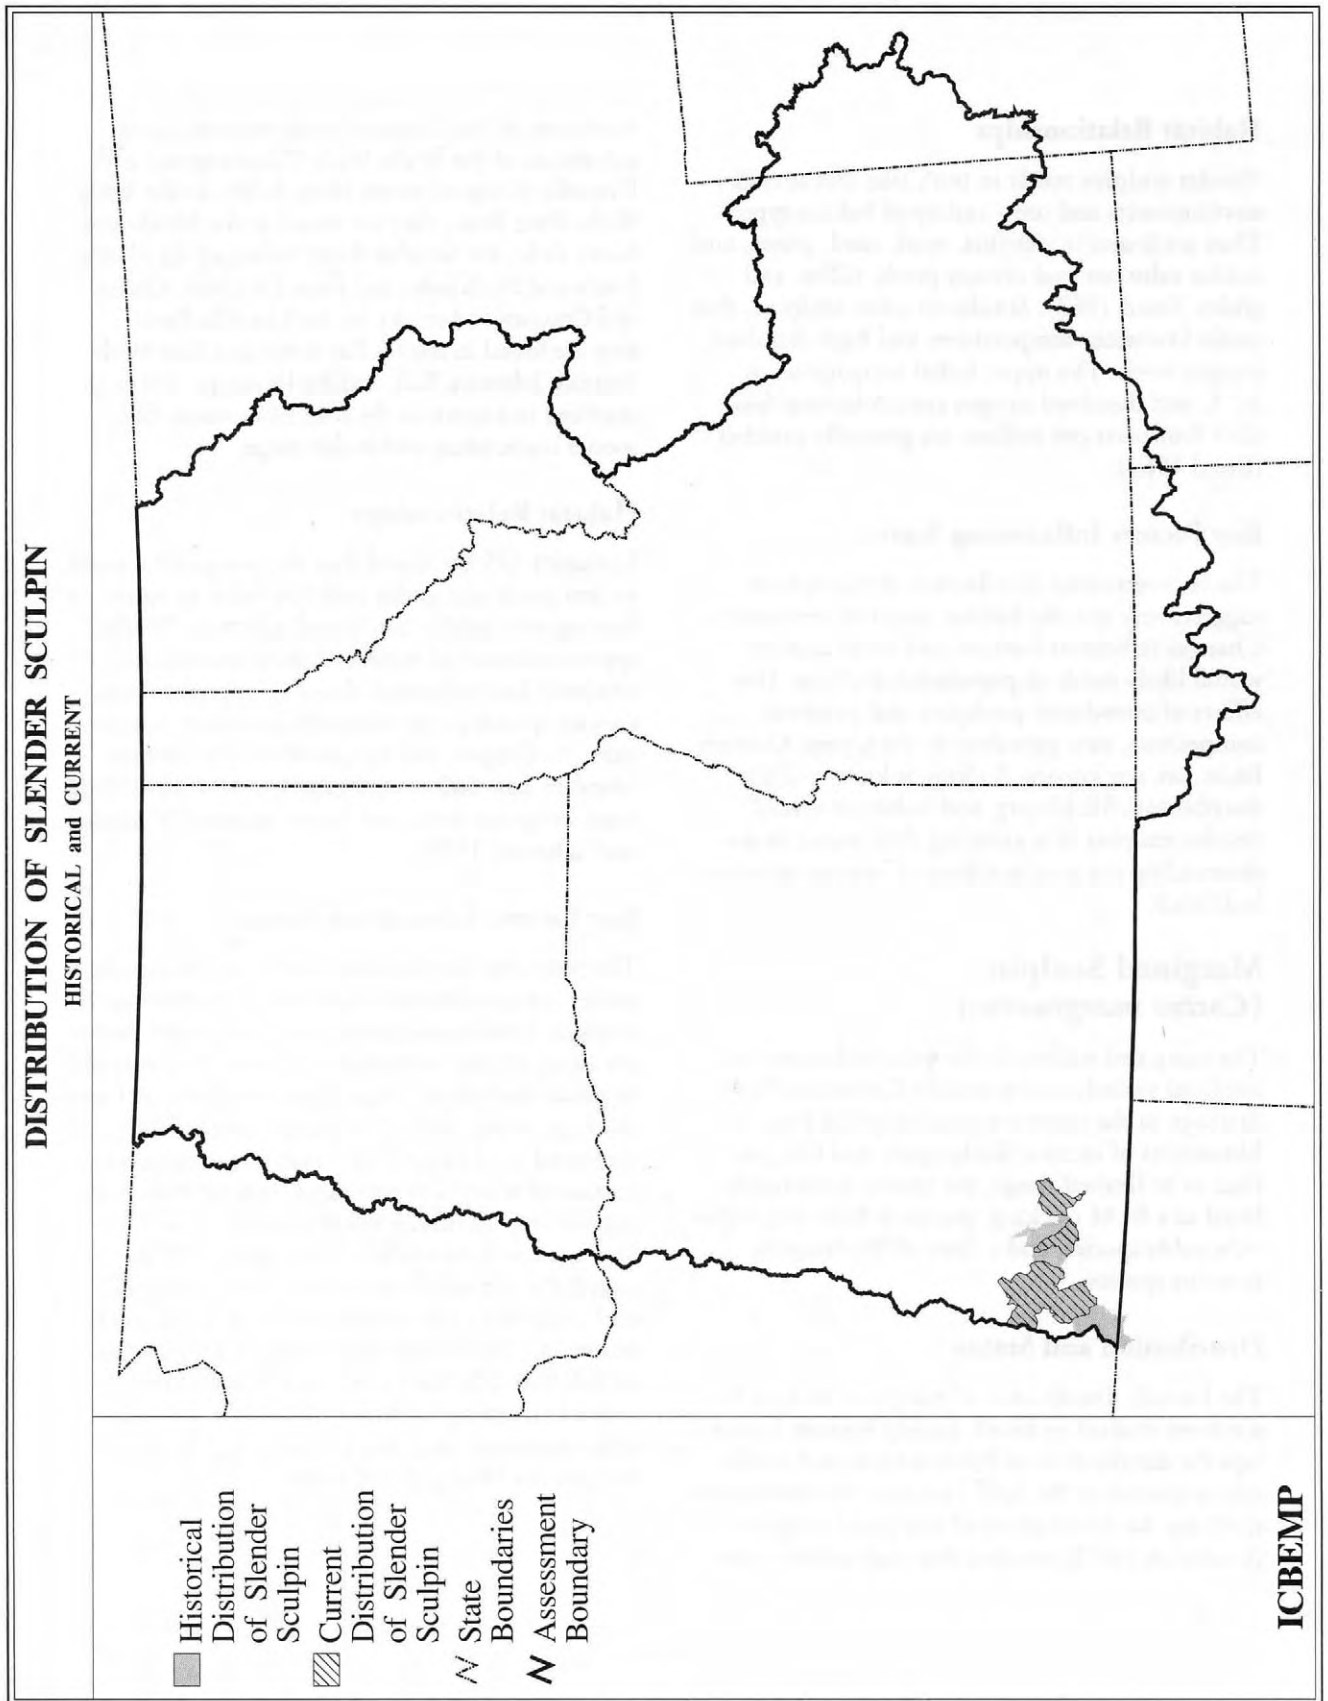 DISTRIBUTION OF SLENDER SCULPIN
HISTORICAL and CURRENT
Historical
Distribution
of Slender
Sculpin
Current
Distribution
of Slender
Sculpin
State
Boundaries
Assessment
Boundary
ICBEMP